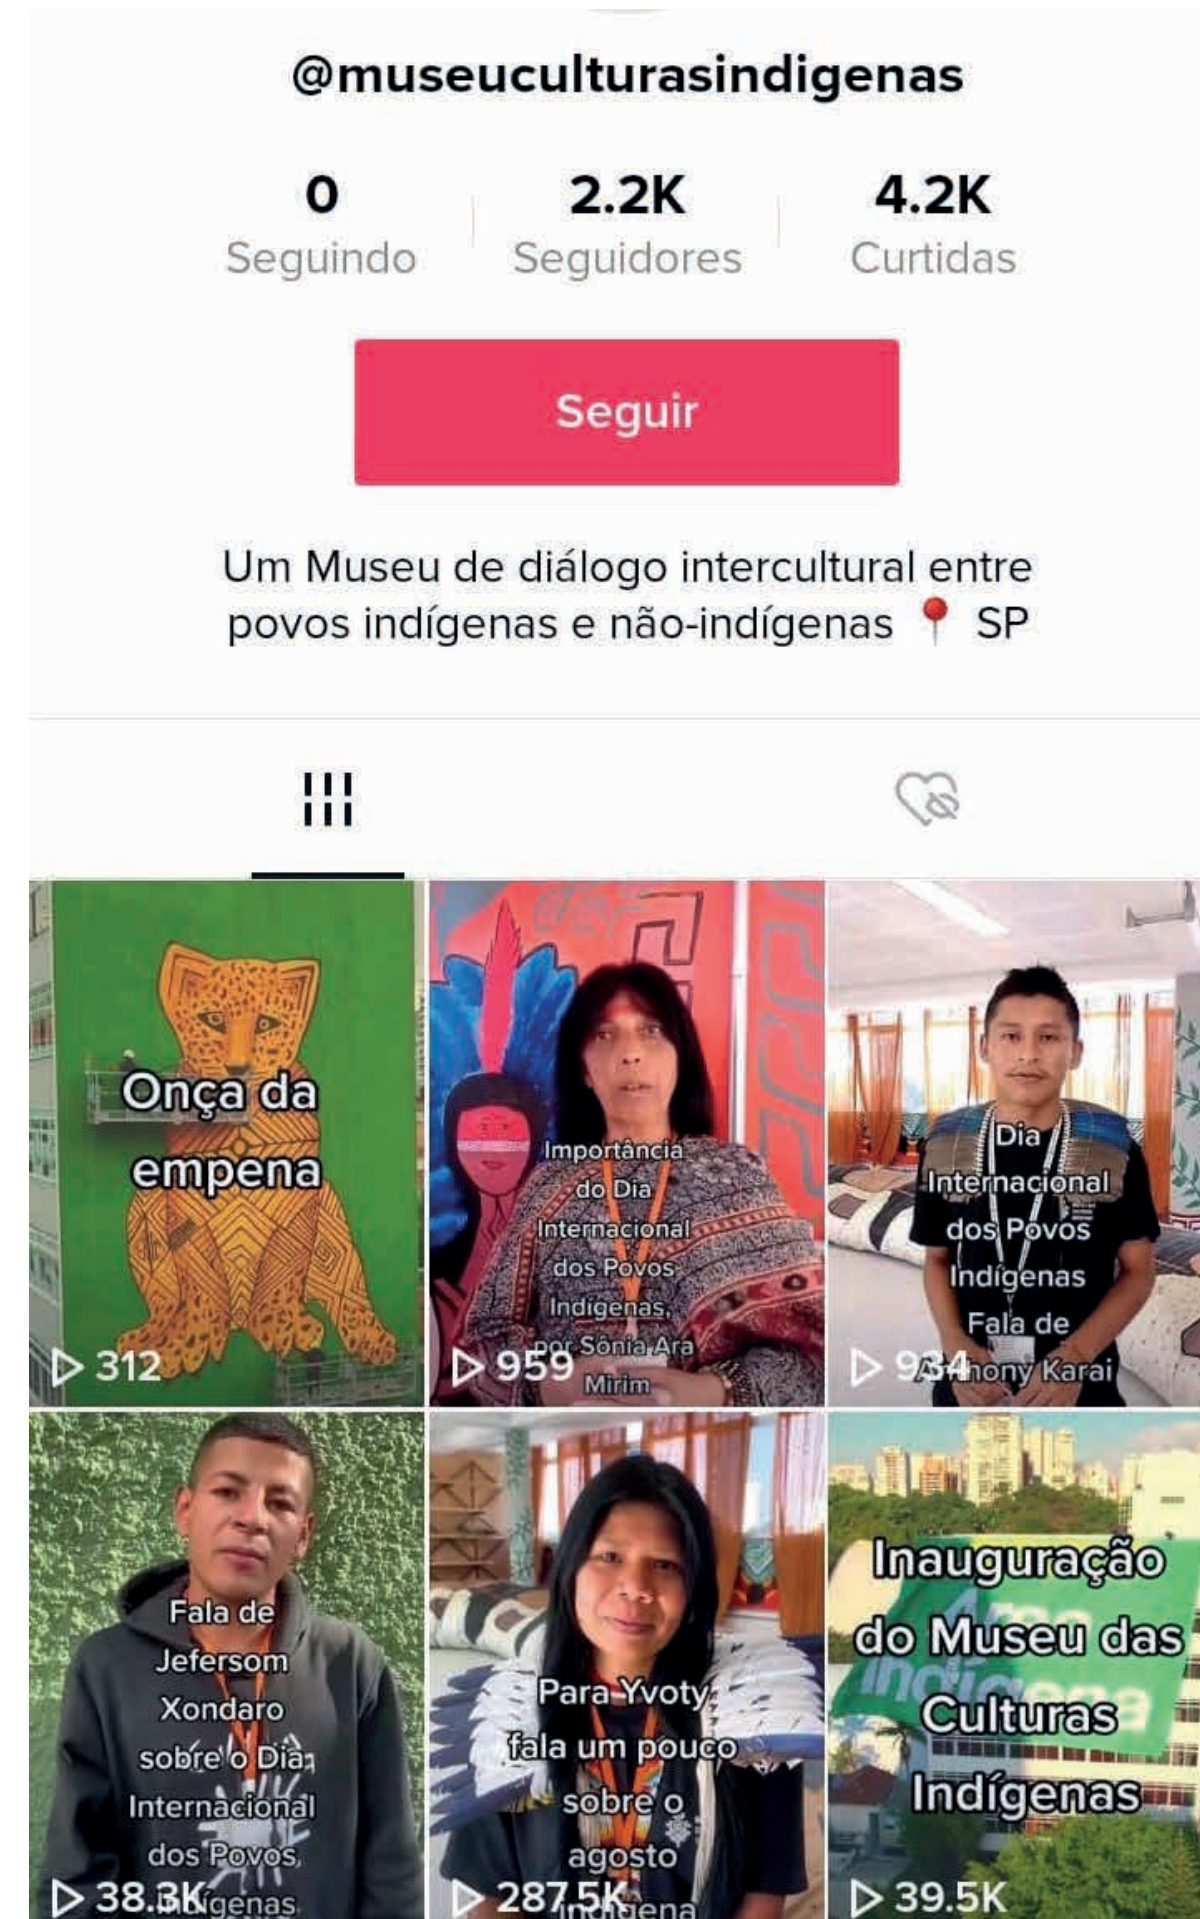 @museuculturasindigenas
0
Seguindo
2.2K
Seguidores
4.2K
Curtidas
Seguir
Um Museu de diálogo intercultural entre
povos indígenas e não-indígenas 📍 SP
Onça da
empena
312
Importância
do Dia
Internacional
dos Povos
Indígenas,
por Sônia Ara
Mirim
959
Dia
Internacional
dos Povos
Indígenas
Fala de
Karai
934
Fala de
Jefersom
Xondaro
sobre o Dia
Internacional
dos Povos
38.3K
Para Yvoty
fala um pouco
sobre o
agosto
287.5K
Inauguração
do Museu das
Culturas
Indígenas
39.5K